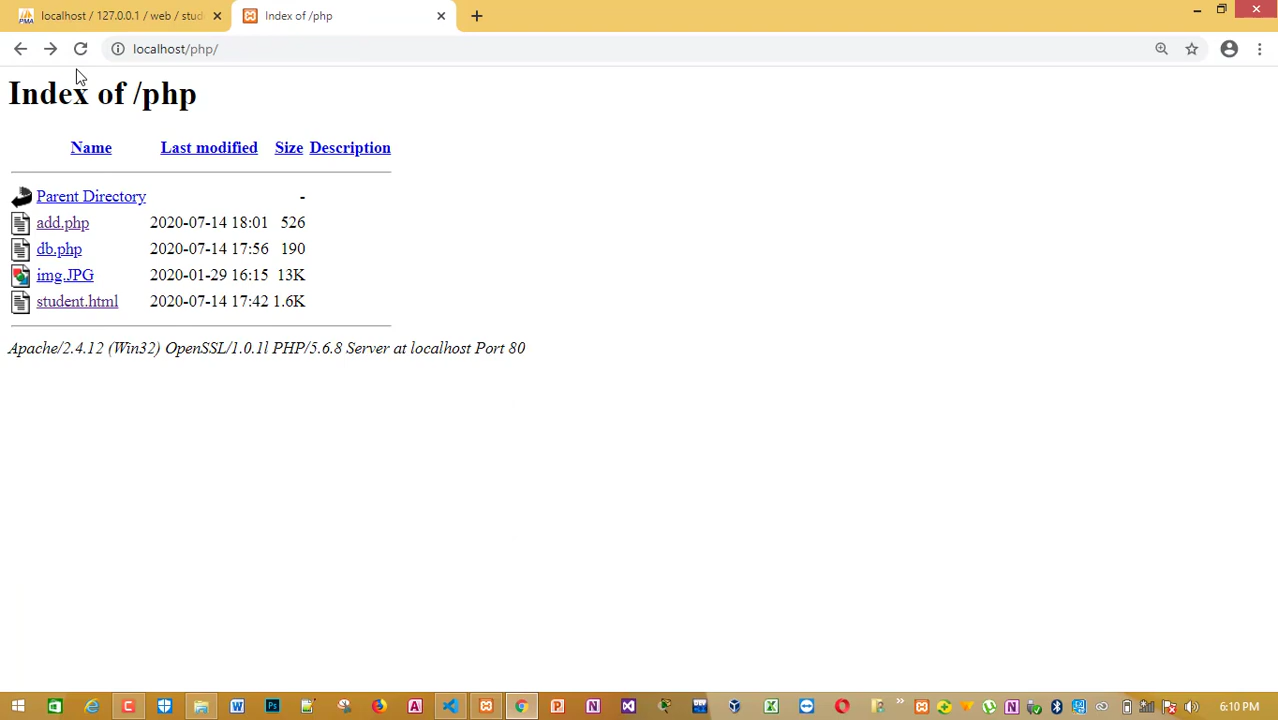 localhost / 127.0.0.1 / web / stud
Index of /php
localhost/php/
Index of /php
Name Last modified Size Description
Parent Directory -
add.php 2020-07-14 18:01 526
db.php 2020-07-14 17:56 190
img.JPG 2020-01-29 16:15 13K
student.html 2020-07-14 17:42 1.6K
Apache/2.4.12 (Win32) OpenSSL/1.0.1l PHP/5.6.8 Server at localhost Port 80
6:10 PM